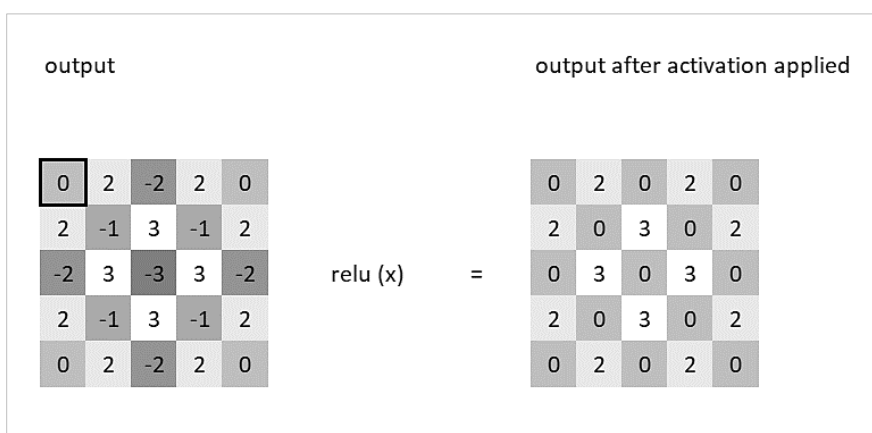 output
output after activation applied
0 2 -2 2 0
2 -1 3 -1 2
-2 3 -3 3 -2
2 -1 3 -1 2
0 2 -2 2 0
relu (x) =
0 2 0 2 0
2 0 3 0 2
0 3 0 3 0
2 0 3 0 2
0 2 0 2 0